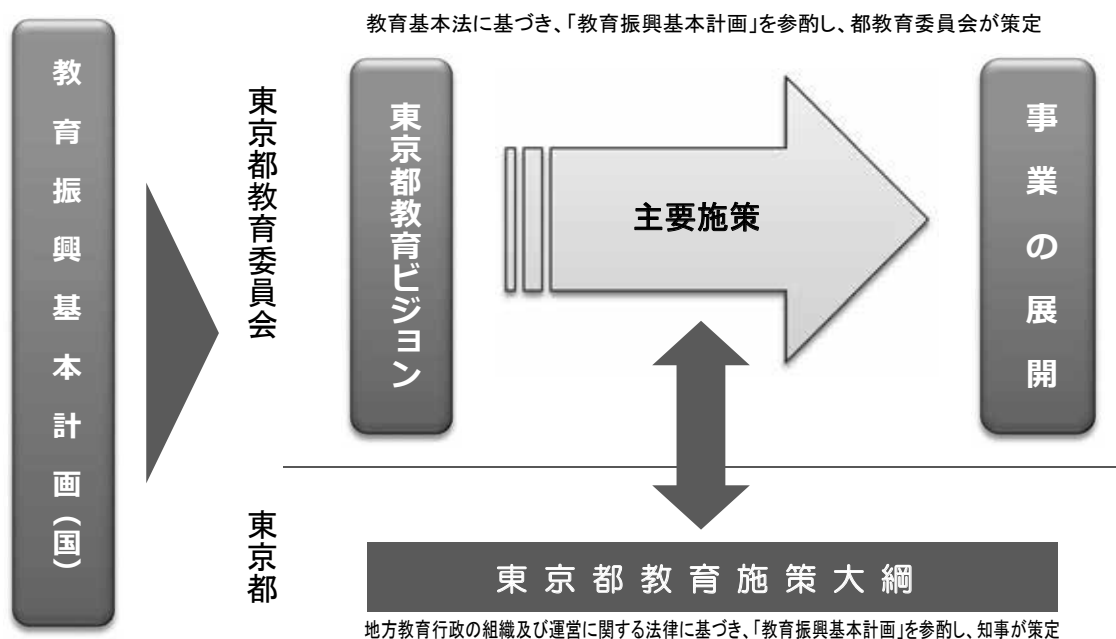 教育基本法に基づき、「教育振興基本計画」を参酌し、都教育委員会が策定
教育振興基本計画(国)
東京都教育委員会
東京都教育ビジョン
主要施策
事業の展開
東京都
東京都教育施策大綱
地方教育行政の組織及び運営に関する法律に基づき、「教育振興基本計画」を参酌し、知事が策定